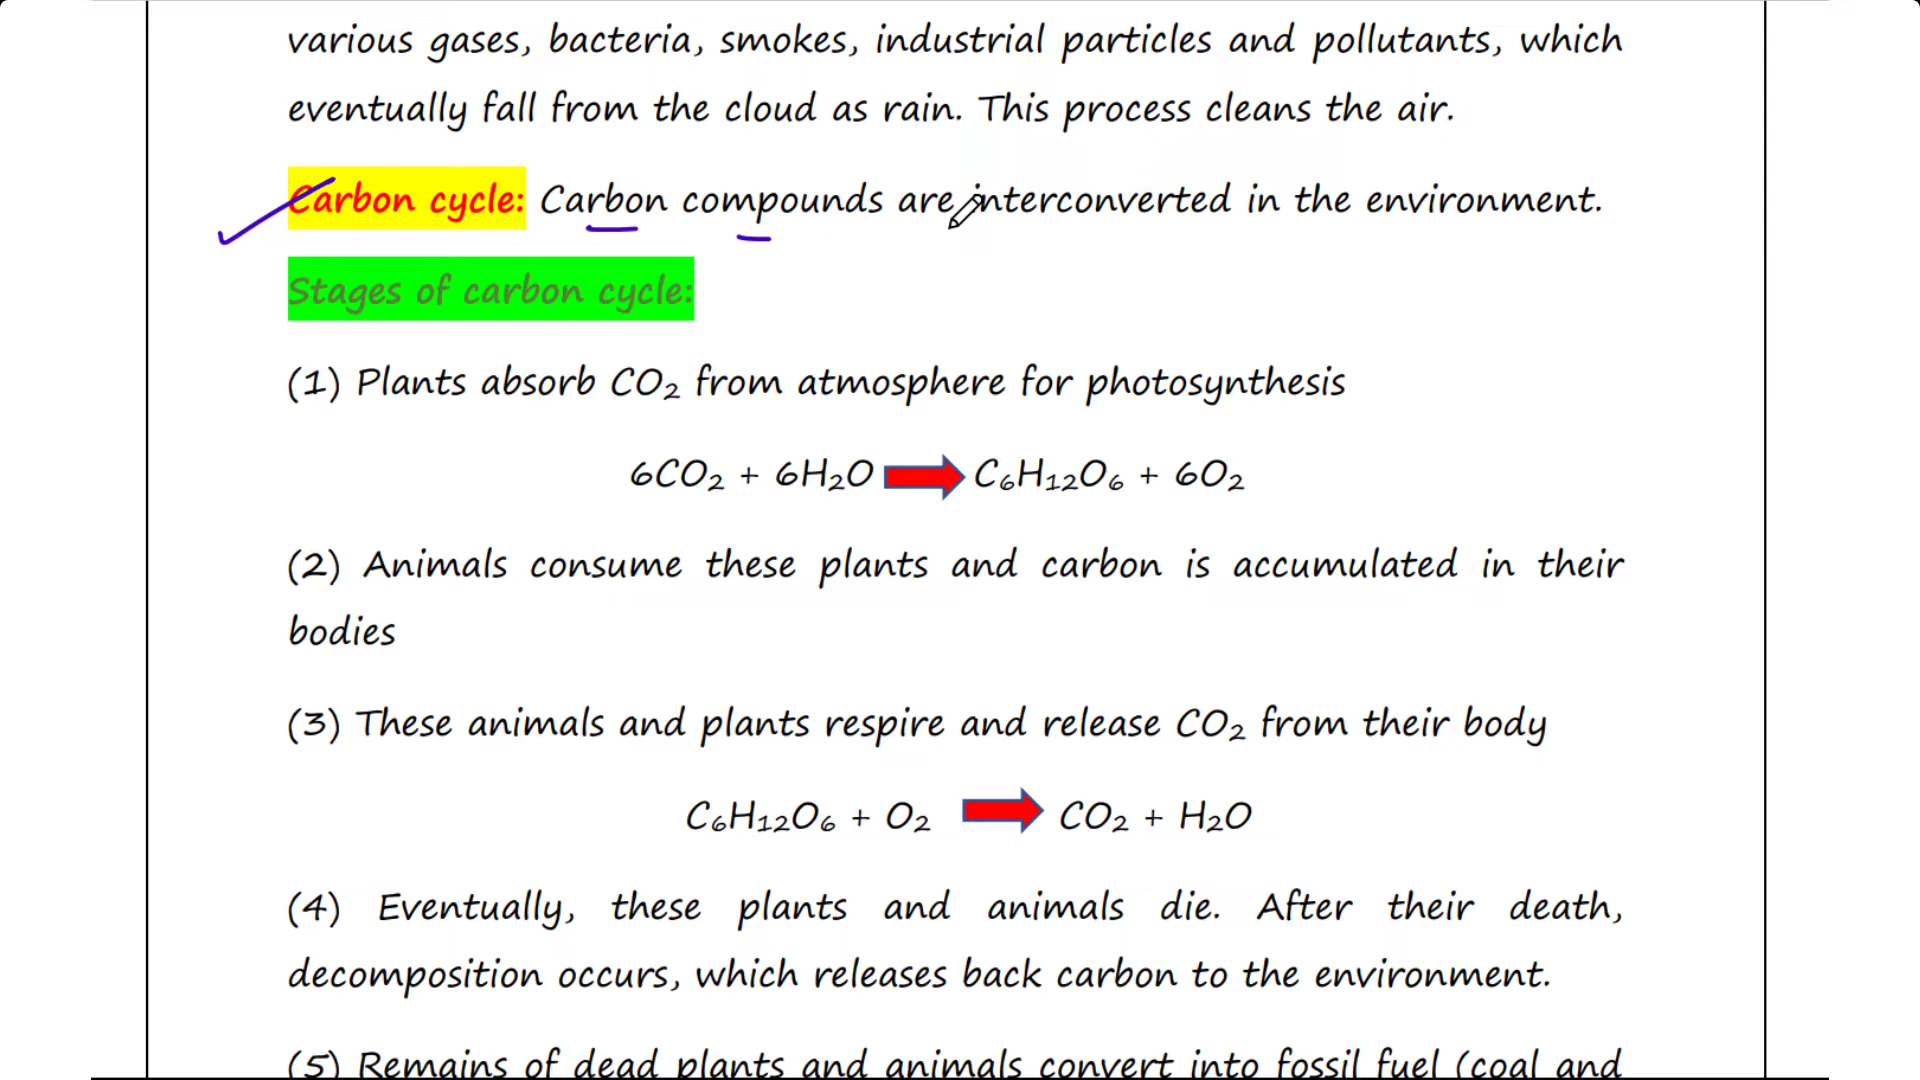 various gases, bacteria, smokes, industrial particles and pollutants, which
eventually fall from the cloud as rain. This process cleans the air.
Carbon cycle: Carbon compounds are interconverted in the environment.
Stages of carbon cycle:
(1) Plants absorb CO₂ from atmosphere for photosynthesis
6CO₂ + 6H₂O → C₆H₁₂O₆ + 6O₂
(2) Animals consume these plants and carbon is accumulated in their
bodies
(3) These animals and plants respire and release CO₂ from their body
C₆H₁₂O₆ + O₂ → CO₂ + H₂O
(4) Eventually, these plants and animals die. After their death,
decomposition occurs, which releases back carbon to the environment.
(5) Remains of dead plants and animals convert into fossil fuel (coal and